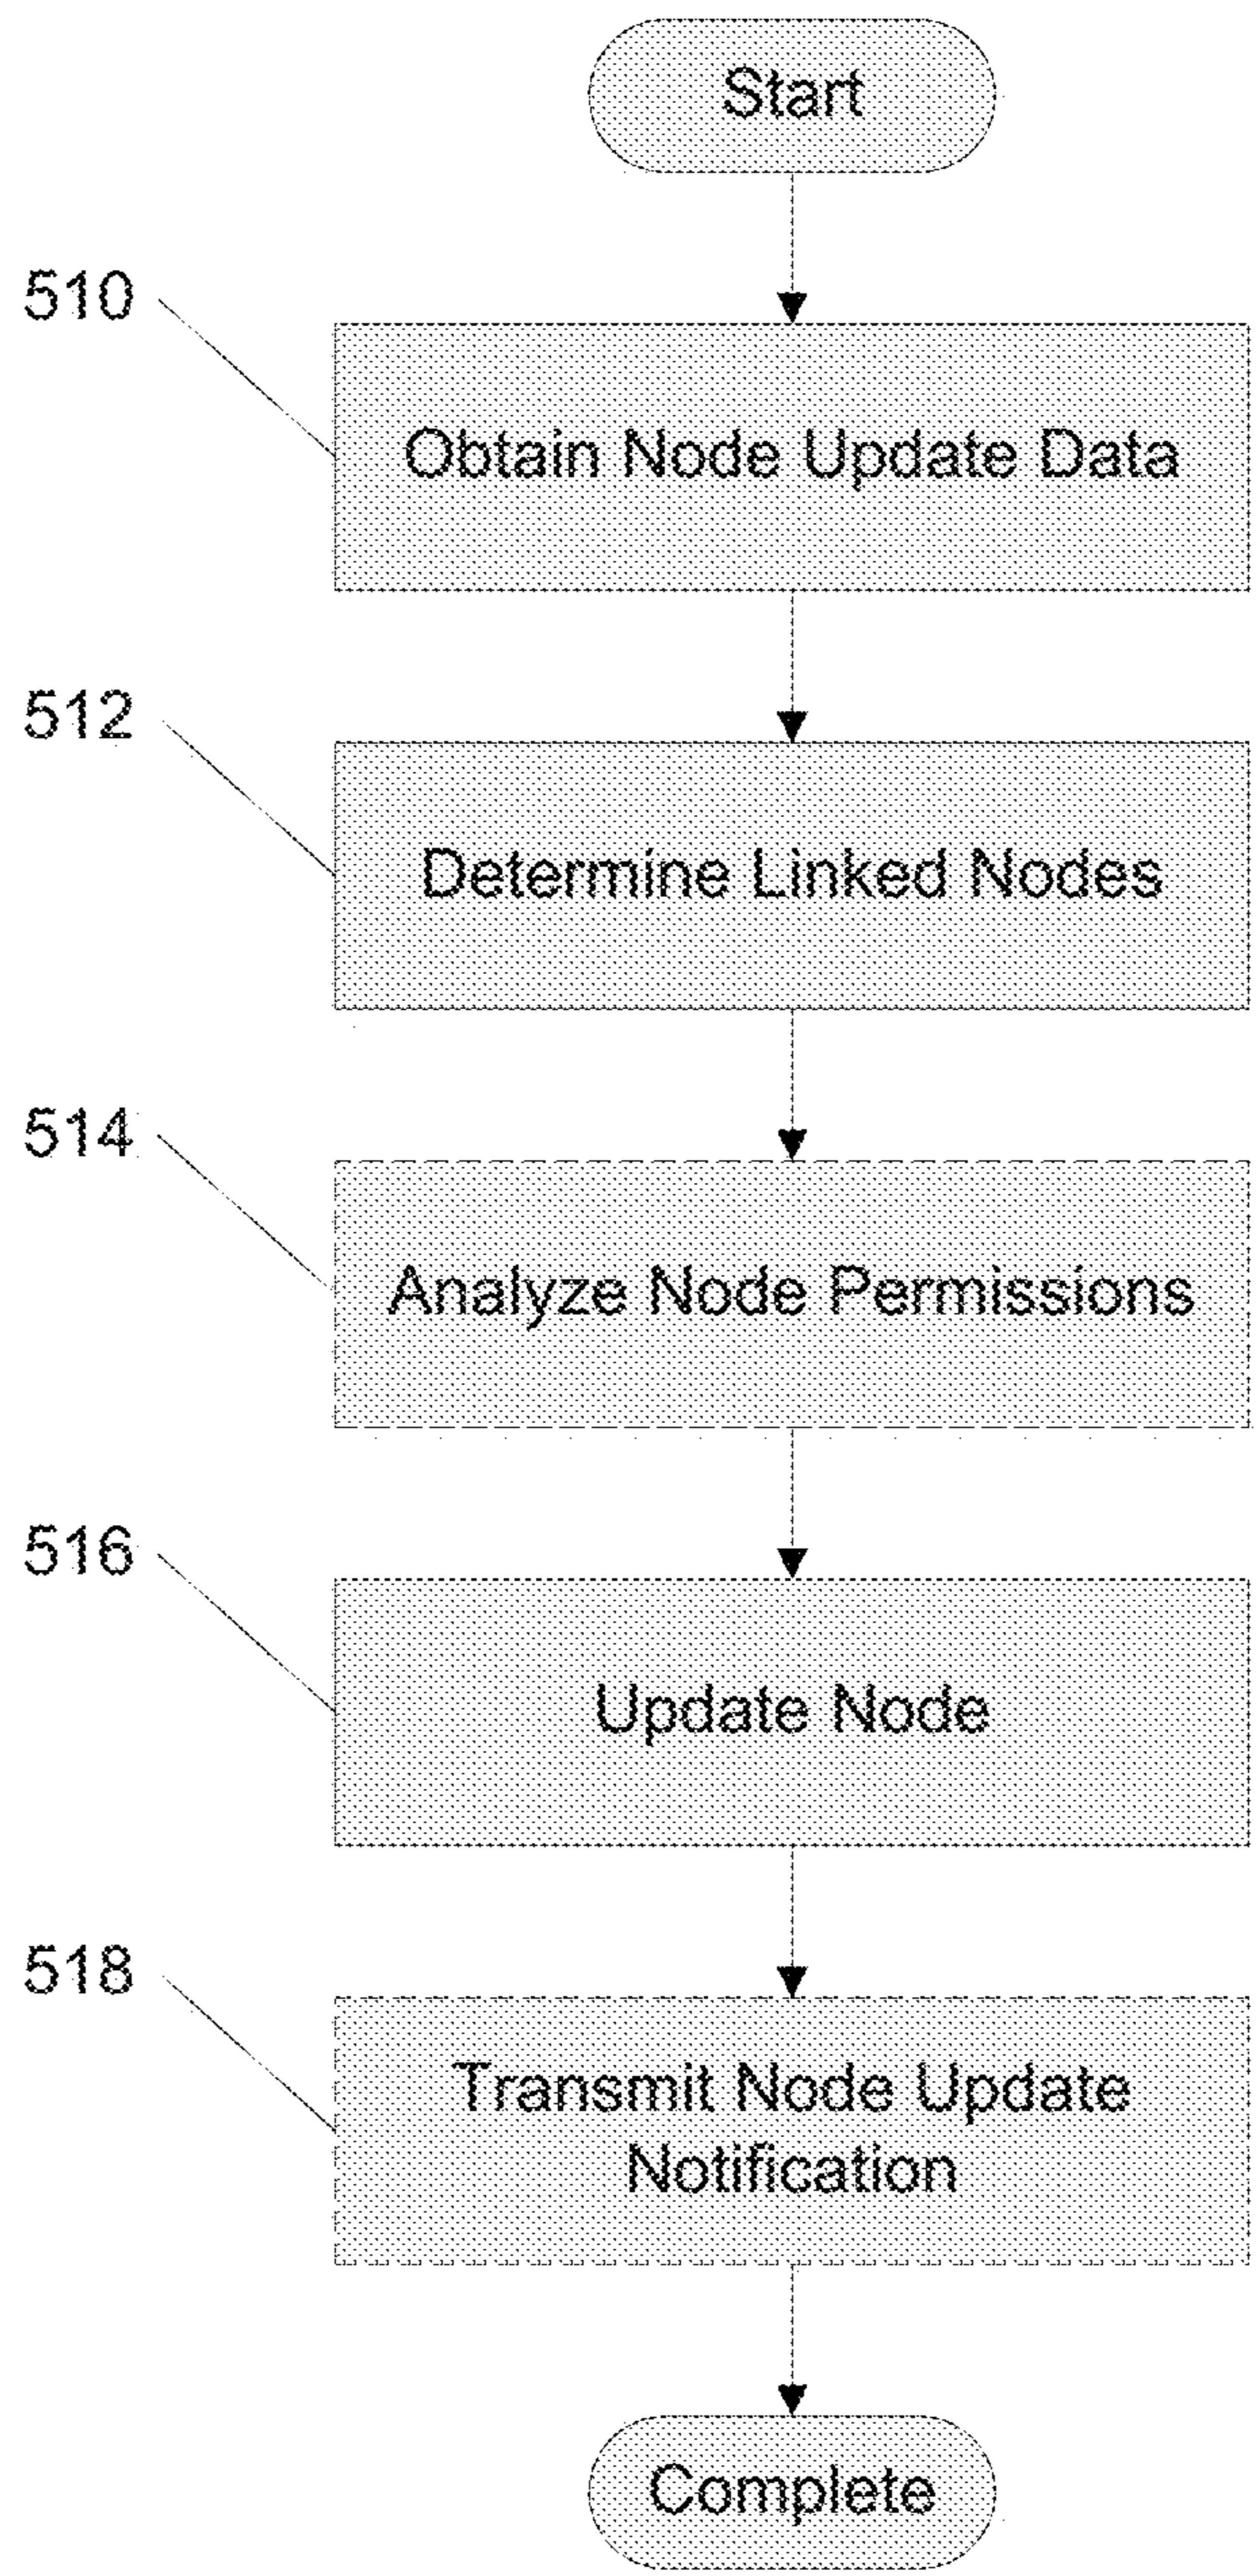 Start
510
Obtain Node Update Data
512
Determine Linked Nodes
514
Analyze Node Permissions
516
Update Node
518
Transmit Node Update
Notification
Complete